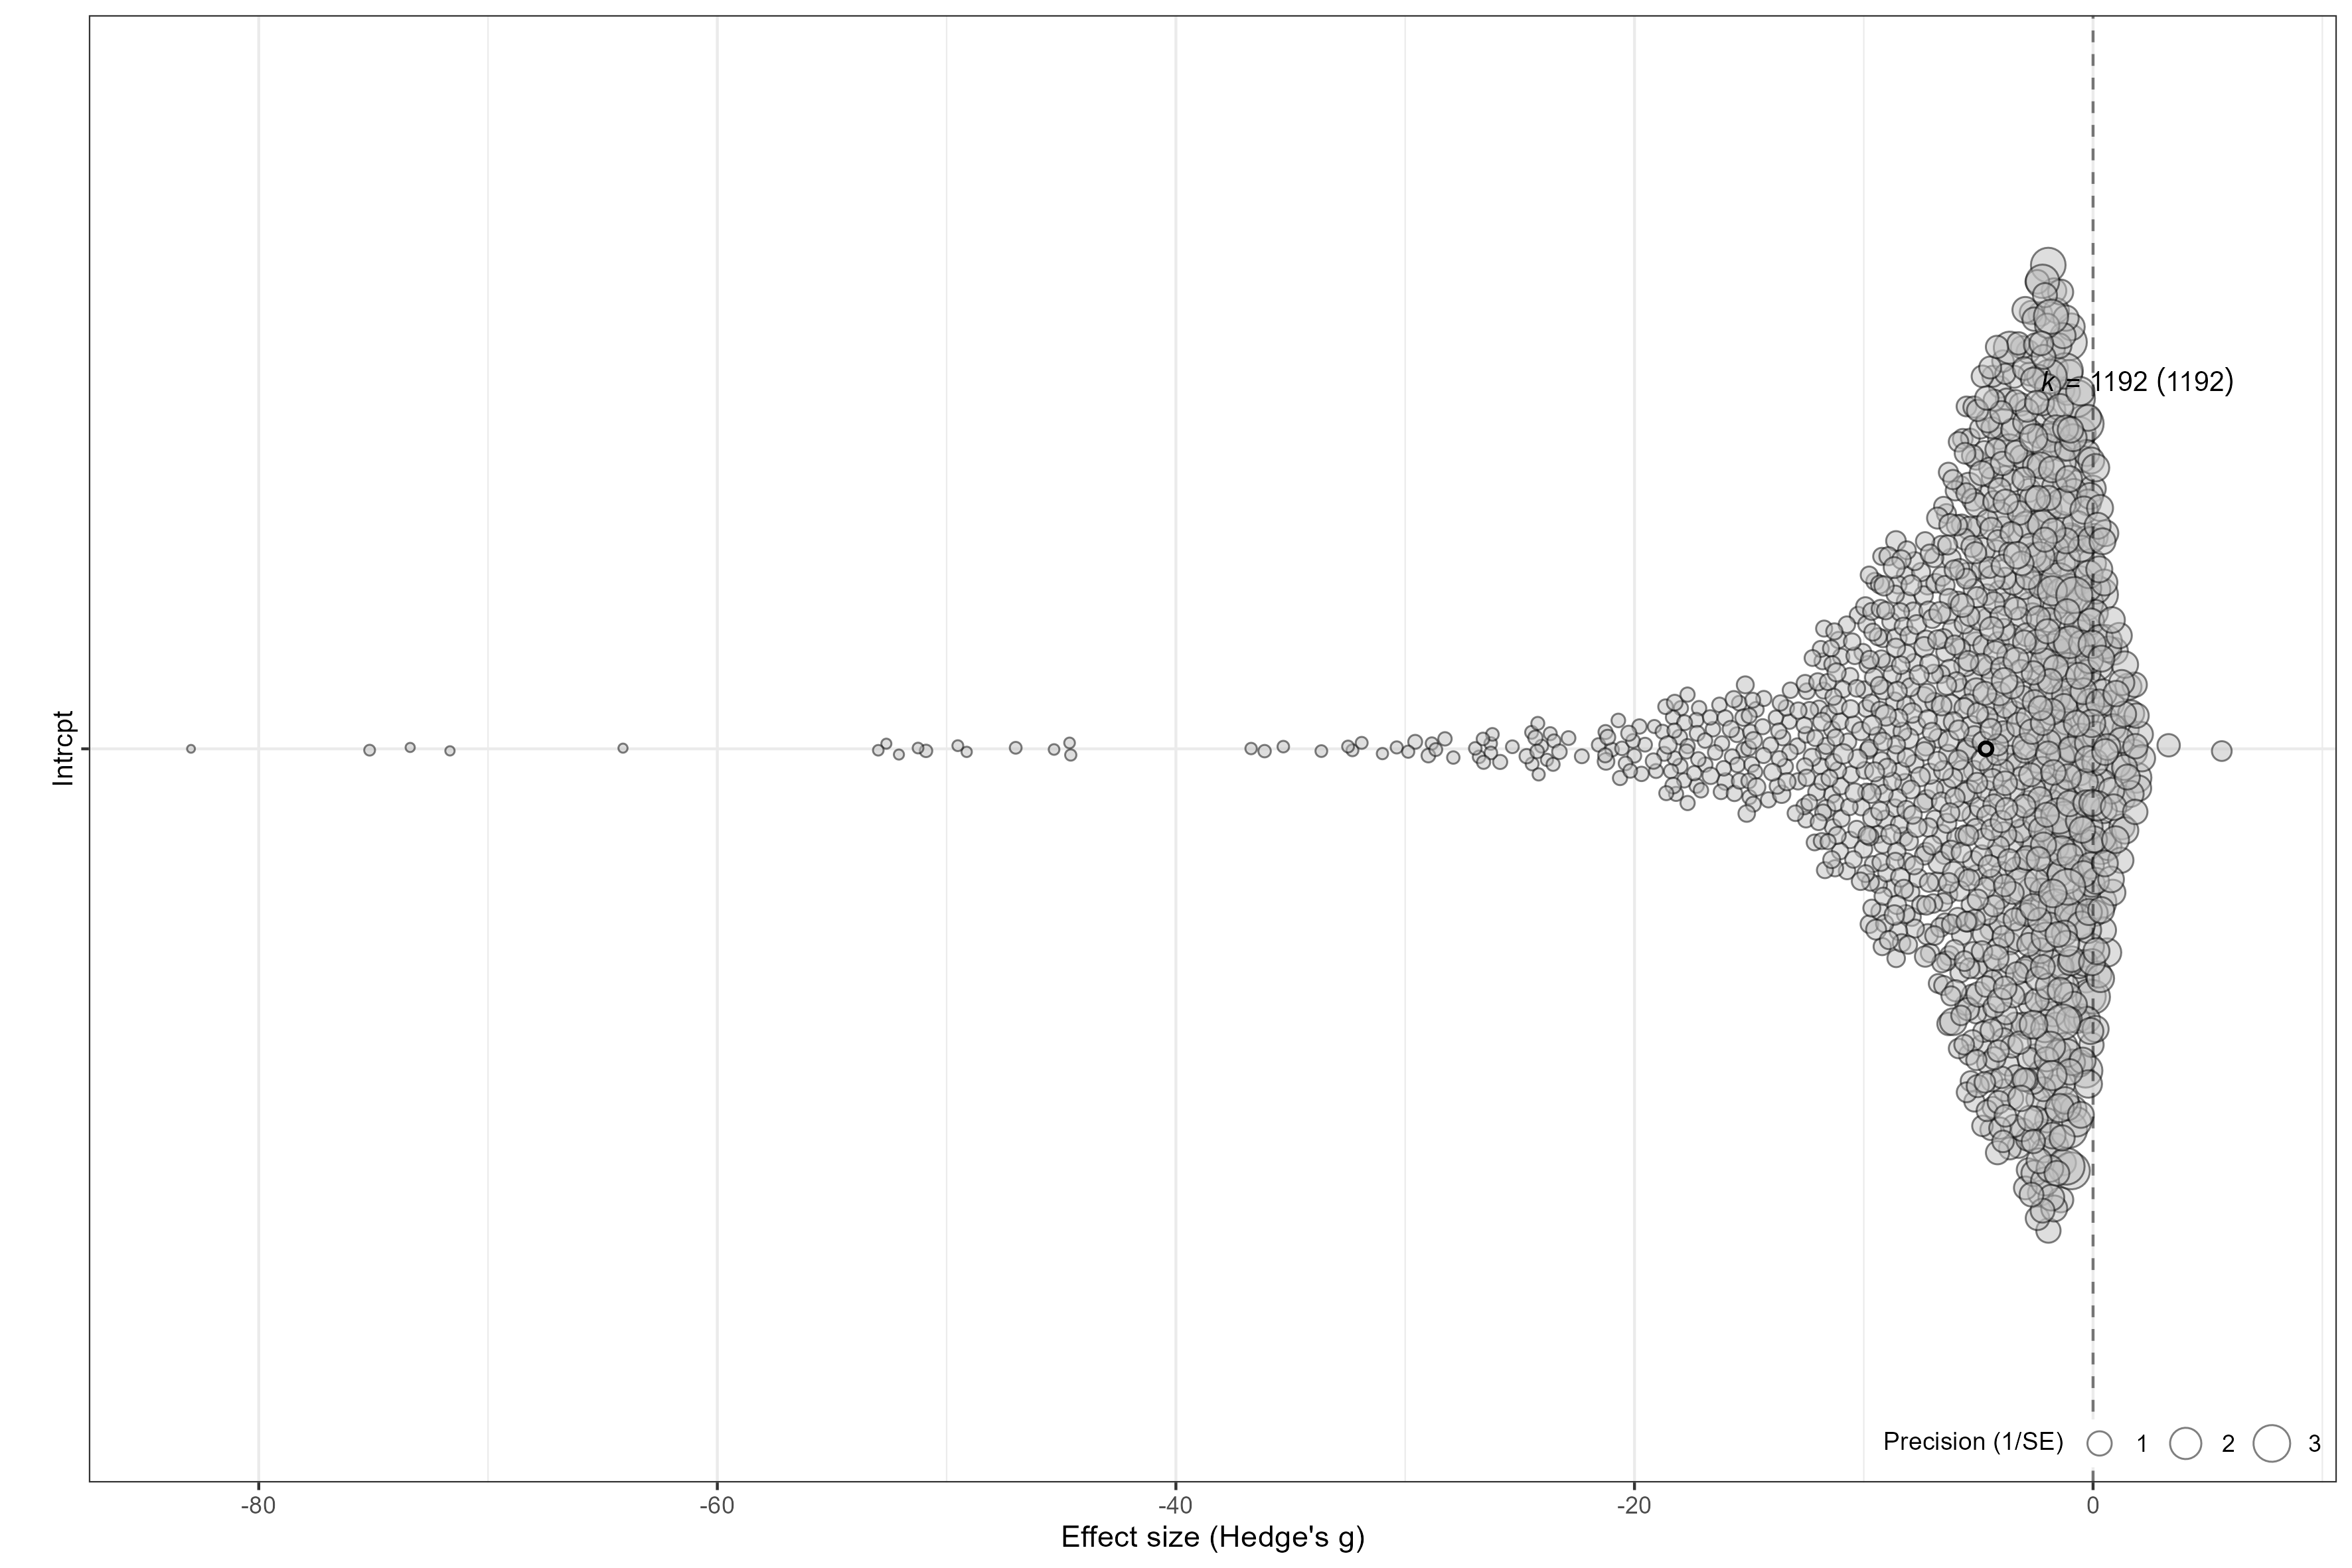 k = 1192 (1192)
Intrcpt
Precision (1/SE) 1 2 3
-80 -60 -40 -20 0
Effect size (Hedge's g)